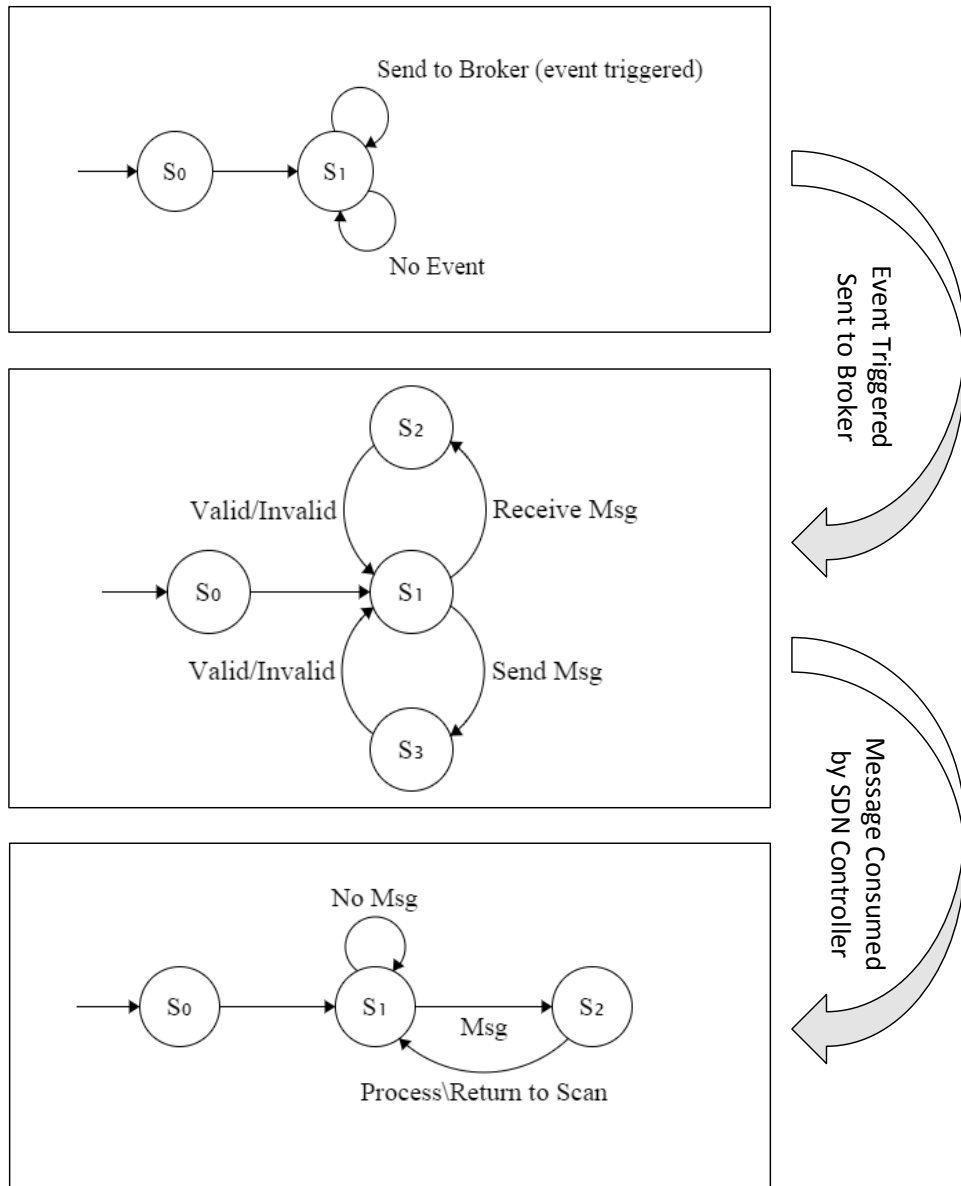 Send to Broker (event triggered)
S₀
S₁
No Event
Event Triggered
Sent to Broker
S₂
Valid/Invalid
Receive Msg
S₀
S₁
Valid/Invalid
Send Msg
S₃
Message Consumed
by SDN Controller
No Msg
S₀
S₁
S₂
Msg
Process\Return to Scan